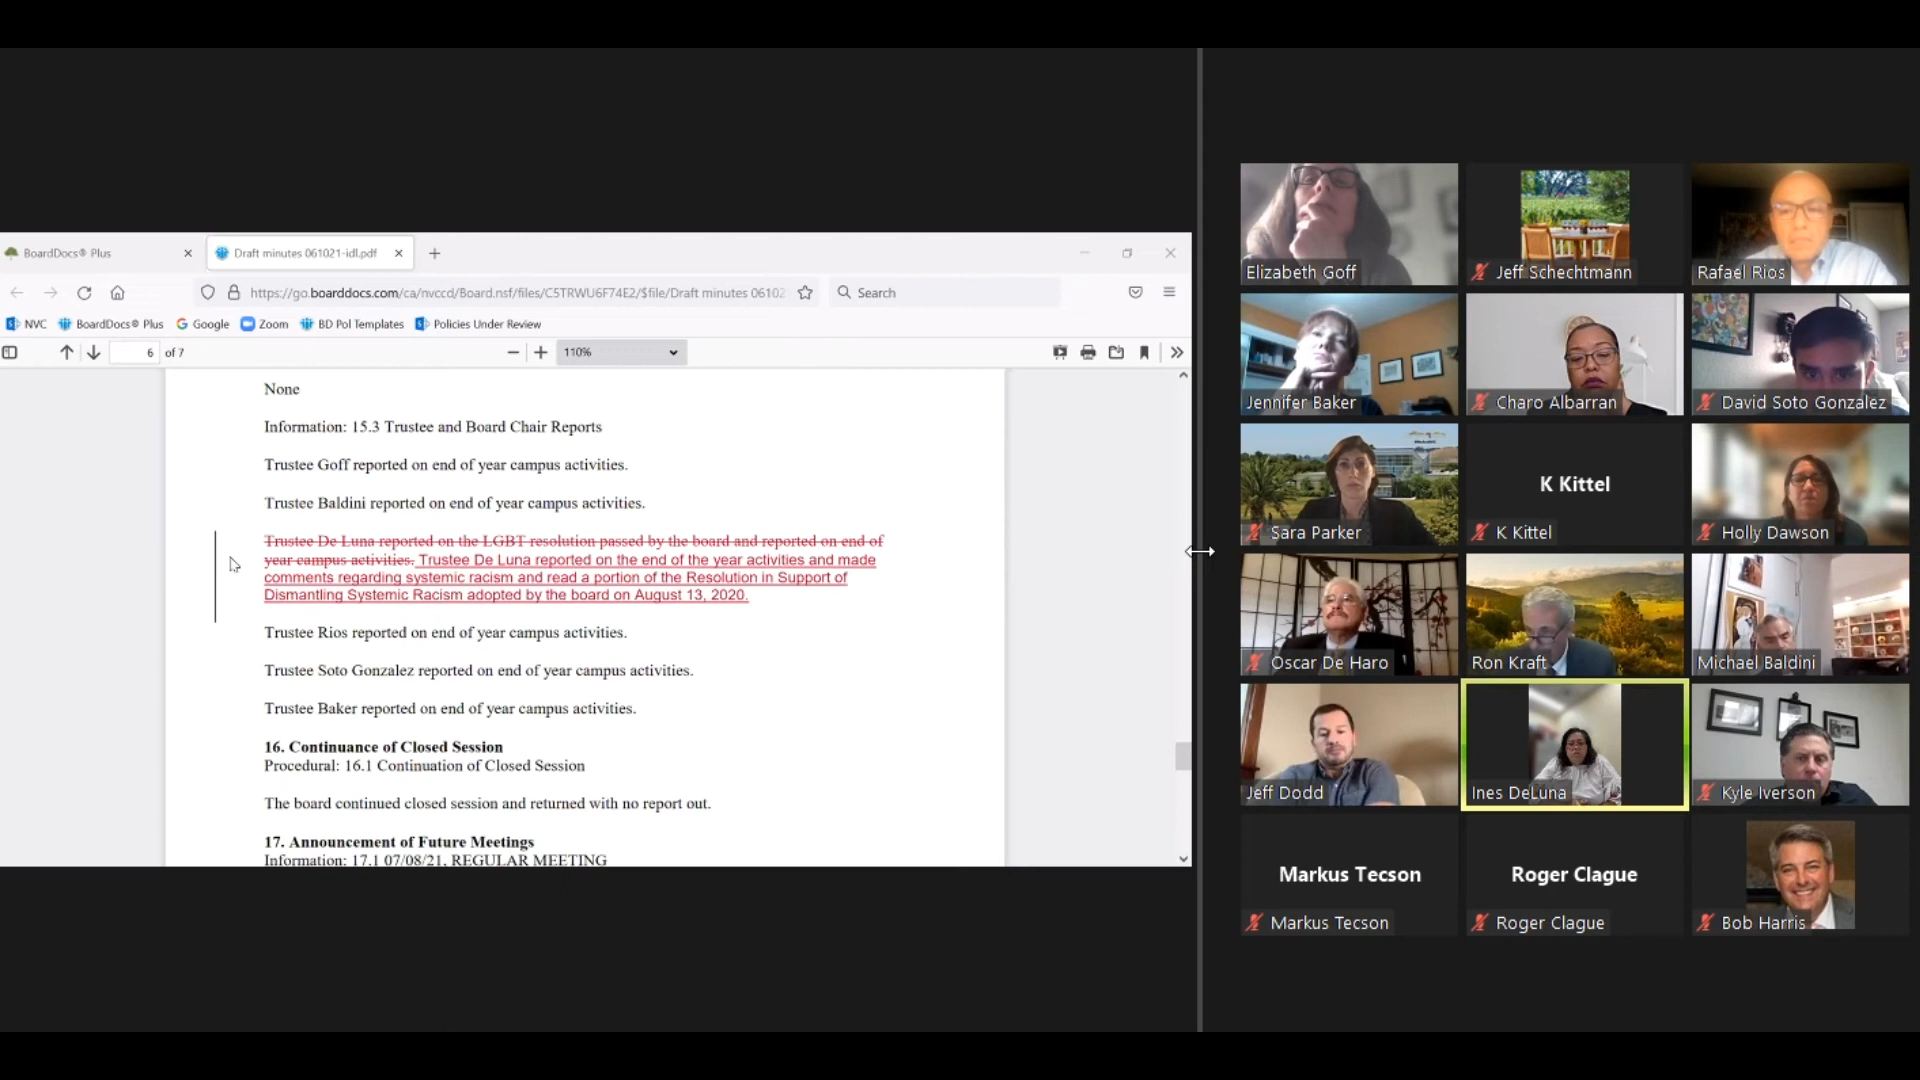 BoardDocs® Plus
Draft minutes 061021-idl.pdf
https://go.boarddocs.com/ca/nvccd/Board.nsf/files/C5TRWU6F74E2/$file/Draft minutes 06102
Search
NVC
BoardDocs® Plus
Google
Zoom
BD Pol Templates
Policies Under Review
6 of 7
110%
None
Information: 15.3 Trustee and Board Chair Reports
Trustee Goff reported on end of year campus activities.
Trustee Baldini reported on end of year campus activities.
Trustee De Luna reported on the LGBT resolution passed by the board and reported on end of
year campus activities. Trustee De Luna reported on the end of the year activities and made
comments regarding systemic racism and read a portion of the Resolution in Support of
Dismantling Systemic Racism adopted by the board on August 13, 2020.
Trustee Rios reported on end of year campus activities.
Trustee Soto Gonzalez reported on end of year campus activities.
Trustee Baker reported on end of year campus activities.
16. Continuance of Closed Session
Procedural: 16.1 Continuation of Closed Session
The board continued closed session and returned with no report out.
17. Announcement of Future Meetings
Information: 17.1 07/08/21, REGULAR MEETING
Elizabeth Goff
Jeff Schechtmann
Rafael Rios
Jennifer Baker
Charo Albarran
David Soto Gonzalez
Sara Parker
K Kittel
K Kittel
Holly Dawson
Oscar De Haro
Ron Kraft
Michael Baldini
Jeff Dodd
Ines DeLuna
Kyle Iverson
Markus Tecson
Markus Tecson
Roger Clague
Roger Clague
Bob Harris